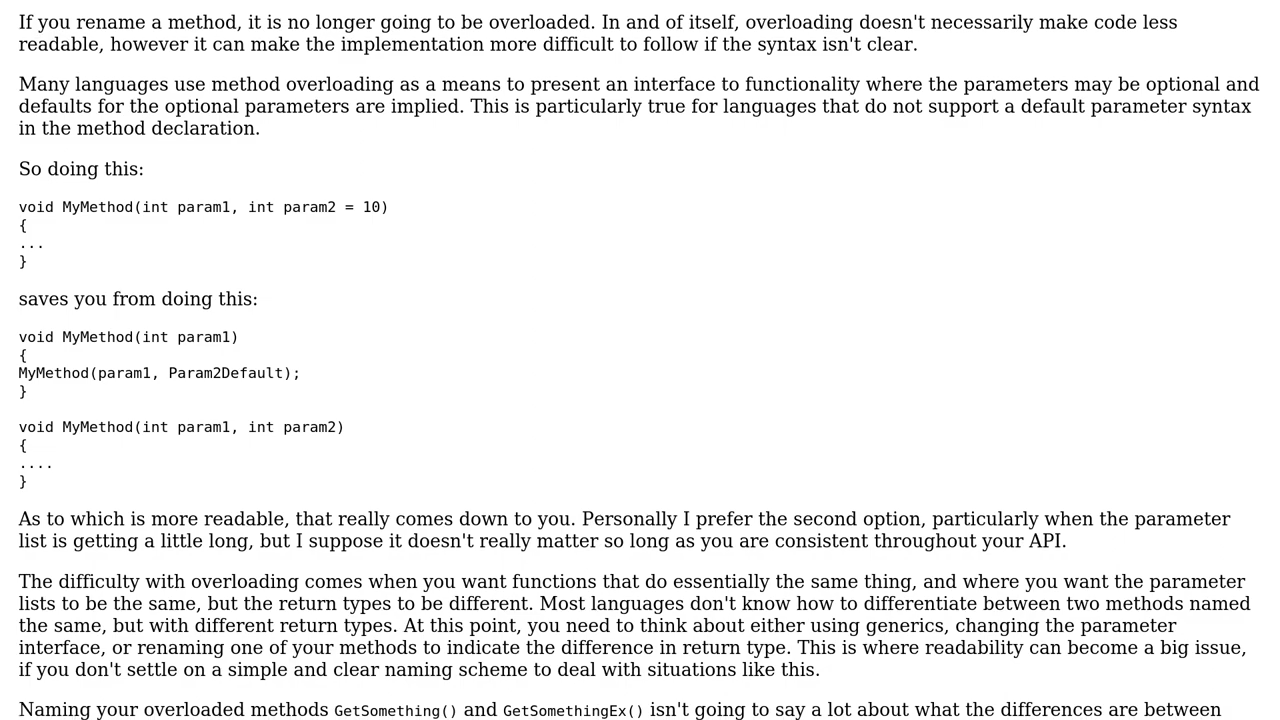 If you rename a method, it is no longer going to be overloaded. In and of itself, overloading doesn't necessarily make code less
readable, however it can make the implementation more difficult to follow if the syntax isn't clear.
Many languages use method overloading as a means to present an interface to functionality where the parameters may be optional and
defaults for the optional parameters are implied. This is particularly true for languages that do not support a default parameter syntax
in the method declaration.
So doing this:
void MyMethod(int param1, int param2 = 10)
{
...
}
saves you from doing this:
void MyMethod(int param1)
{
MyMethod(param1, Param2Default);
}
void MyMethod(int param1, int param2)
{
....
}
As to which is more readable, that really comes down to you. Personally I prefer the second option, particularly when the parameter
list is getting a little long, but I suppose it doesn't really matter so long as you are consistent throughout your API.
The difficulty with overloading comes when you want functions that do essentially the same thing, and where you want the parameter
lists to be the same, but the return types to be different. Most languages don't know how to differentiate between two methods named
the same, but with different return types. At this point, you need to think about either using generics, changing the parameter
interface, or renaming one of your methods to indicate the difference in return type. This is where readability can become a big issue,
if you don't settle on a simple and clear naming scheme to deal with situations like this.
Naming your overloaded methods GetSomething() and GetSomethingEx() isn't going to say a lot about what the differences are between